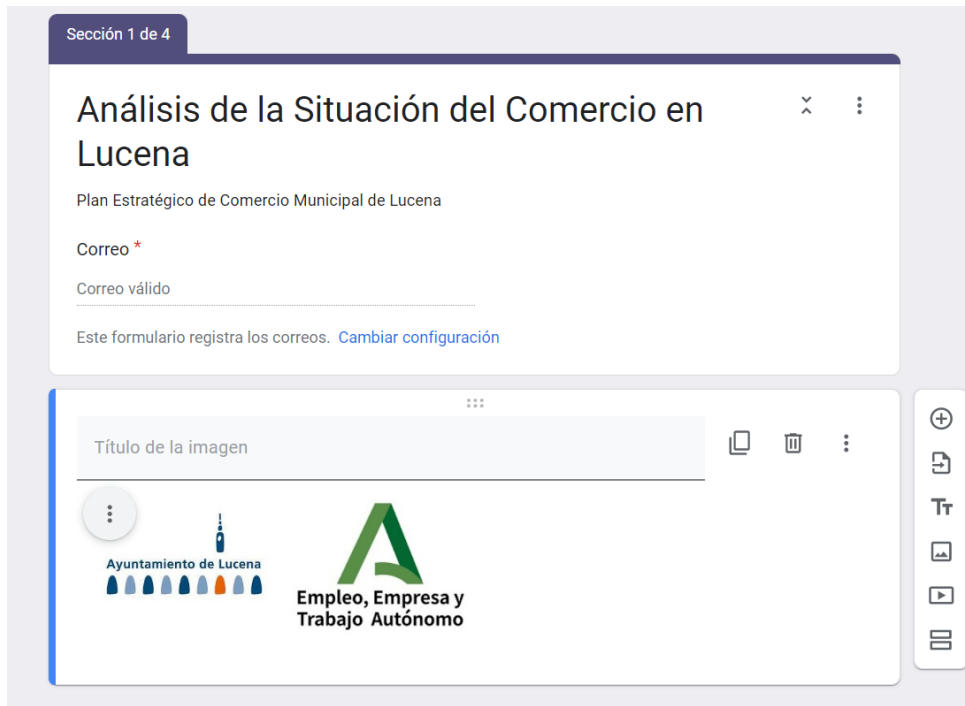 Sección 1 de 4
Análisis de la Situación del Comercio en
Lucena
Plan Estratégico de Comercio Municipal de Lucena
Correo *
Correo válido
Este formulario registra los correos. Cambiar configuración
Título de la imagen
Ayuntamiento de Lucena
Empleo, Empresa y
Trabajo Autónomo
Tт